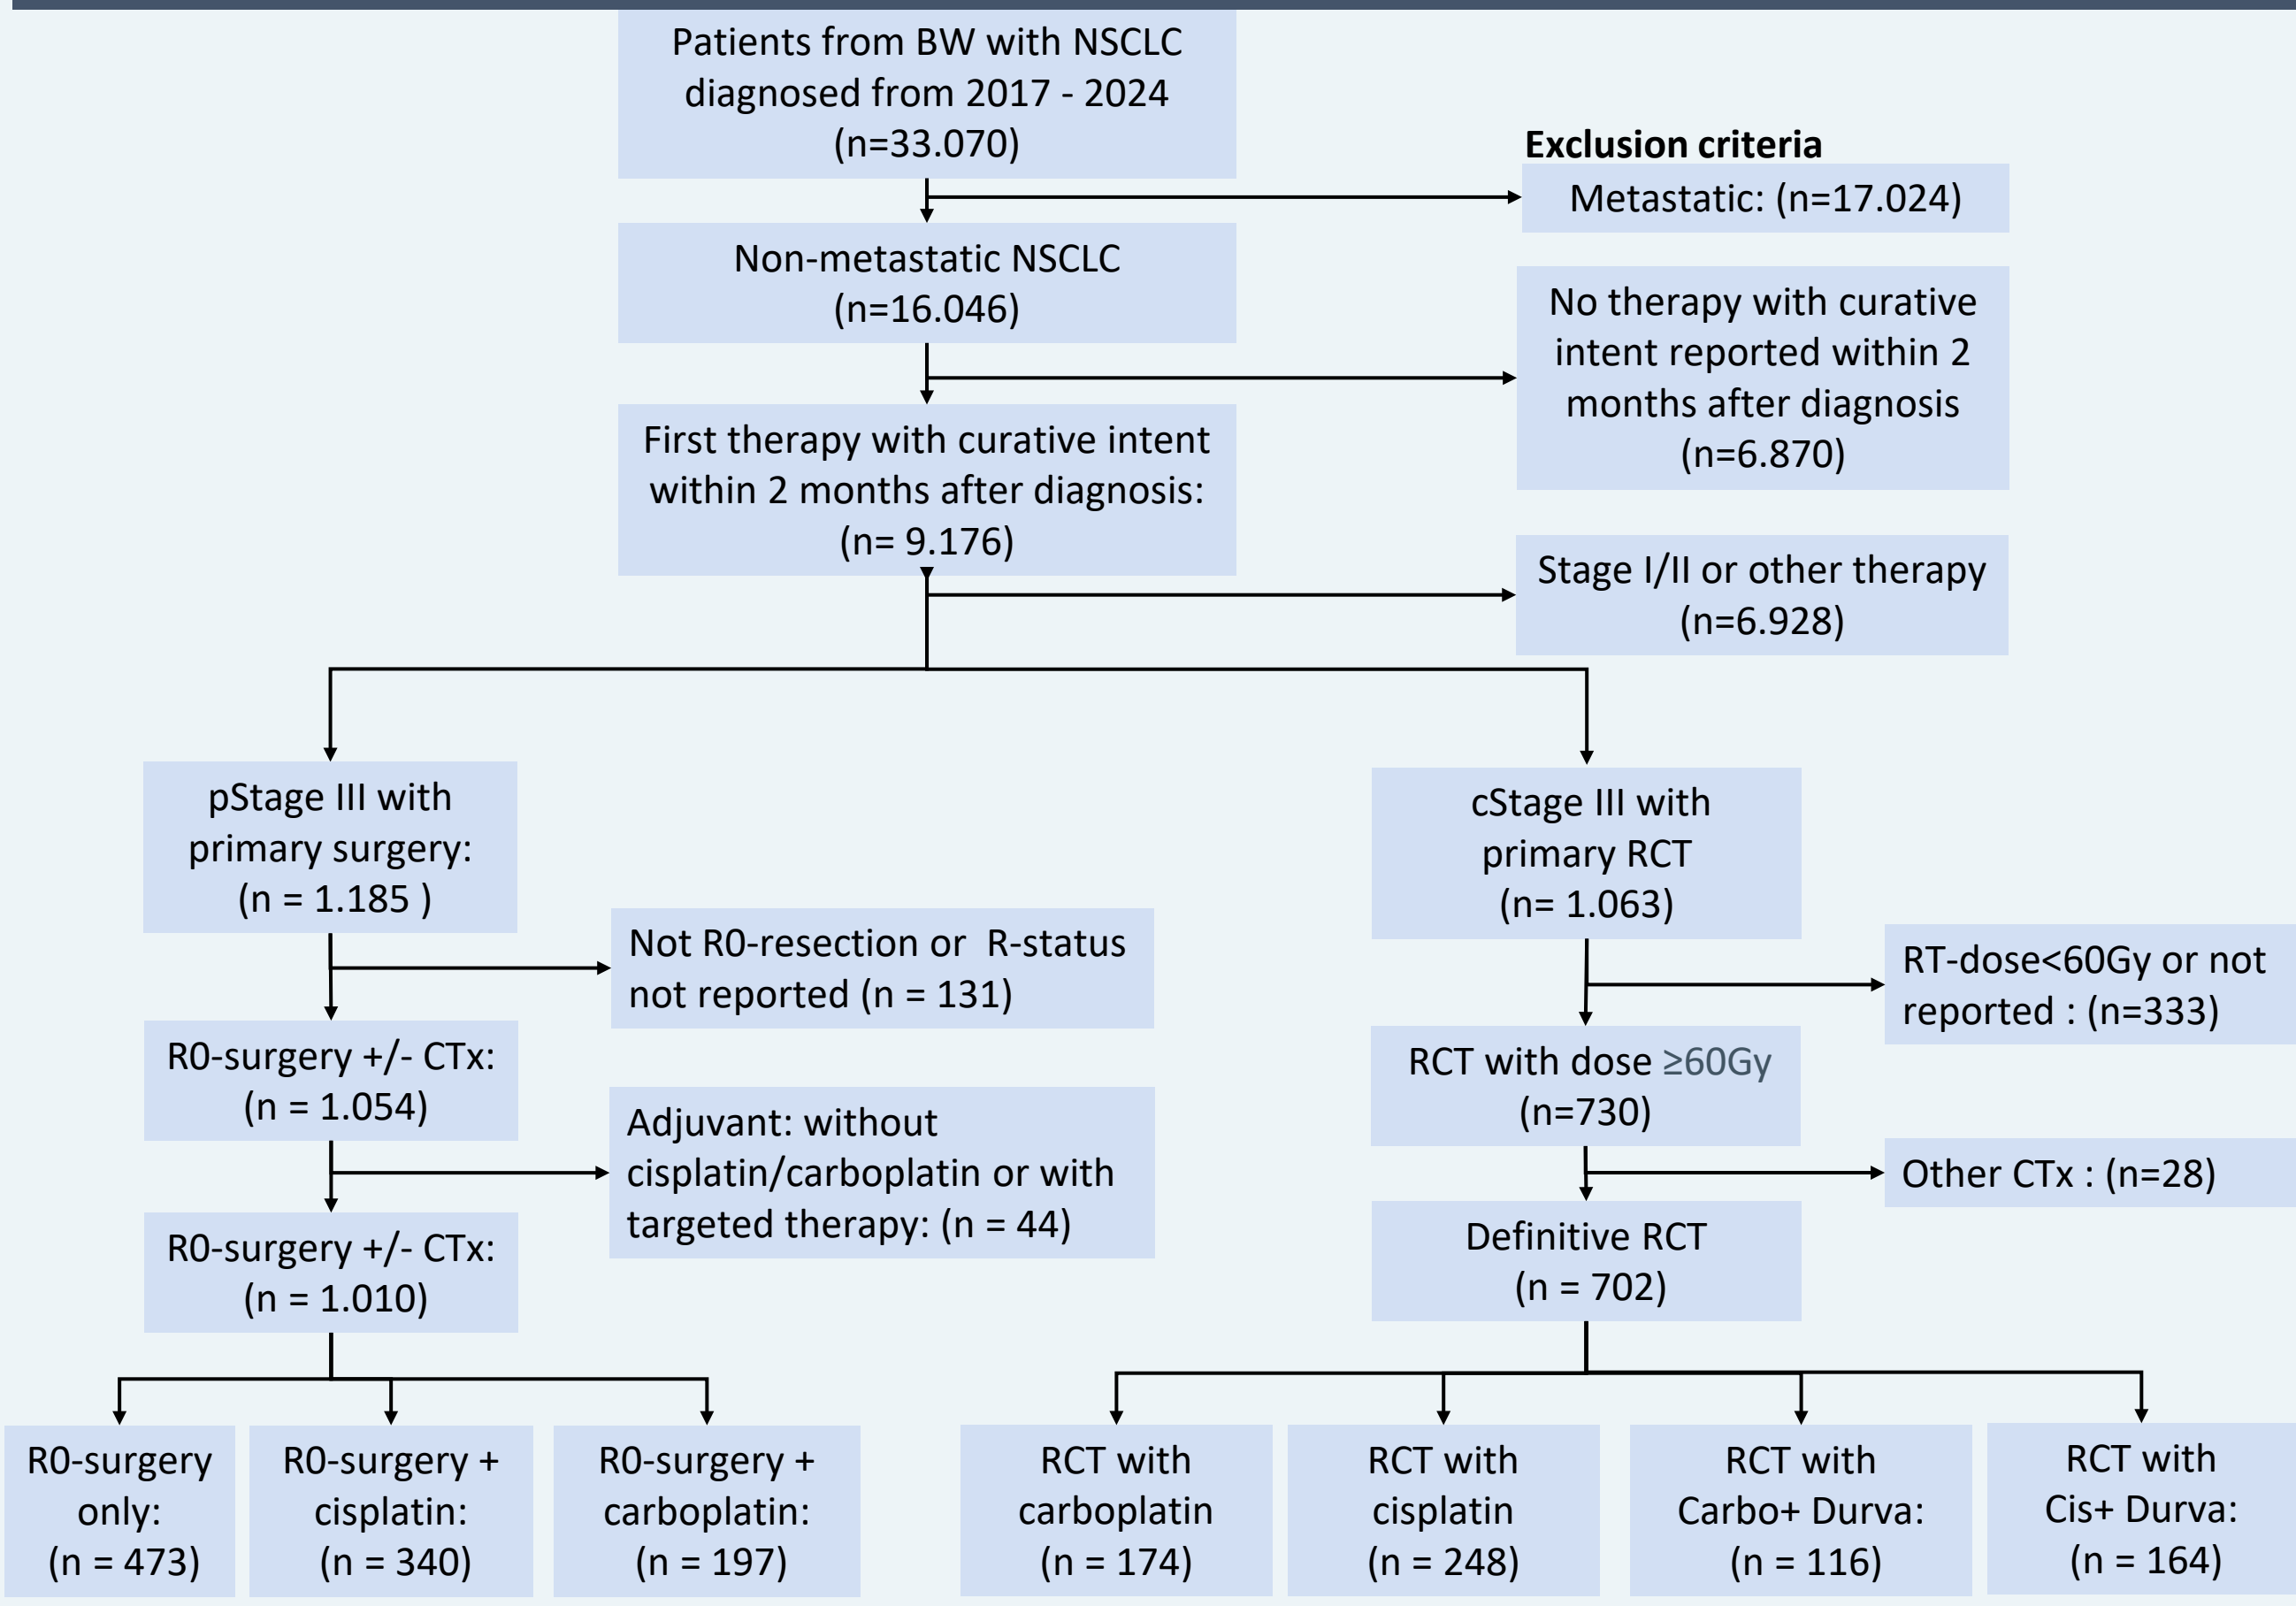 Patients from BW with NSCLC
diagnosed from 2017 - 2024
(n=33.070)
Exclusion criteria
Metastatic: (n=17.024)
Non-metastatic NSCLC
(n=16.046)
No therapy with curative
intent reported within 2
months after diagnosis
(n=6.870)
First therapy with curative intent
within 2 months after diagnosis:
(n= 9.176)
Stage I/II or other therapy
(n=6.928)
pStage III with
primary surgery:
(n = 1.185 )
Not R0-resection or  R-status
not reported (n = 131)
R0-surgery +/- CTx:
(n = 1.054)
Adjuvant: without
cisplatin/carboplatin or with
targeted therapy: (n = 44)
R0-surgery +/- CTx:
(n = 1.010)
R0-surgery
only:
(n = 473)
R0-surgery +
cisplatin:
(n = 340)
R0-surgery +
carboplatin:
(n = 197)
cStage III with
primary RCT
(n= 1.063)
RT-dose<60Gy or not
reported : (n=333)
RCT with dose ≥60Gy
(n=730)
Other CTx : (n=28)
Definitive RCT
(n = 702)
RCT with
carboplatin
(n = 174)
RCT with
cisplatin
(n = 248)
RCT with
Carbo+ Durva:
(n = 116)
RCT with
Cis+ Durva:
(n = 164)